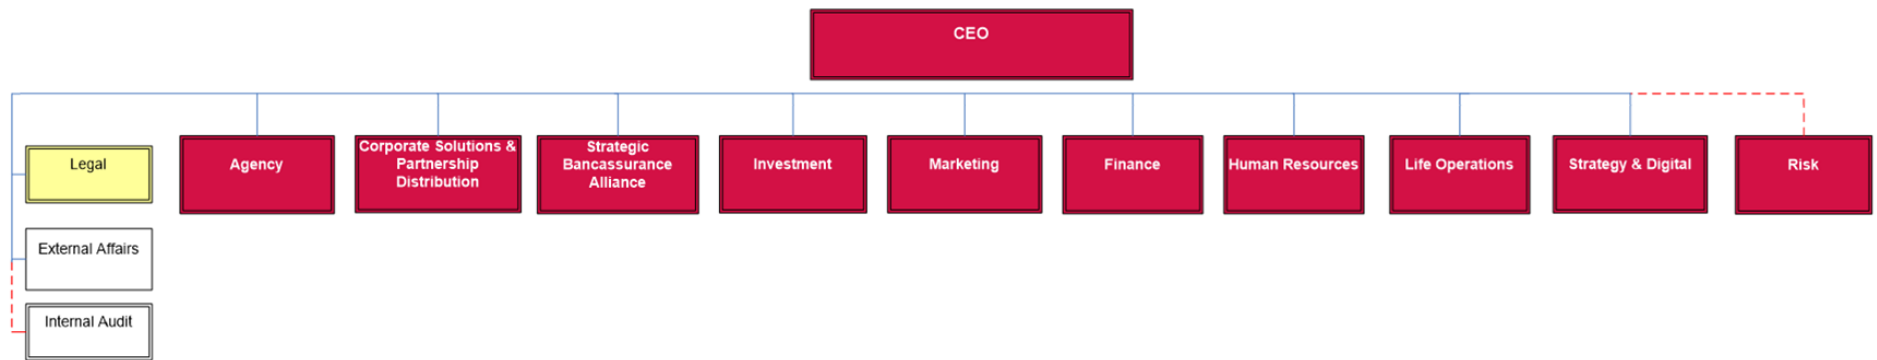 CEO
Legal
Agency
Corporate Solutions &
Partnership
Distribution
Strategic
Bancassurance
Alliance
Investment
Marketing
Finance
Human Resources
Life Operations
Strategy & Digital
Risk
External Affairs
Internal Audit